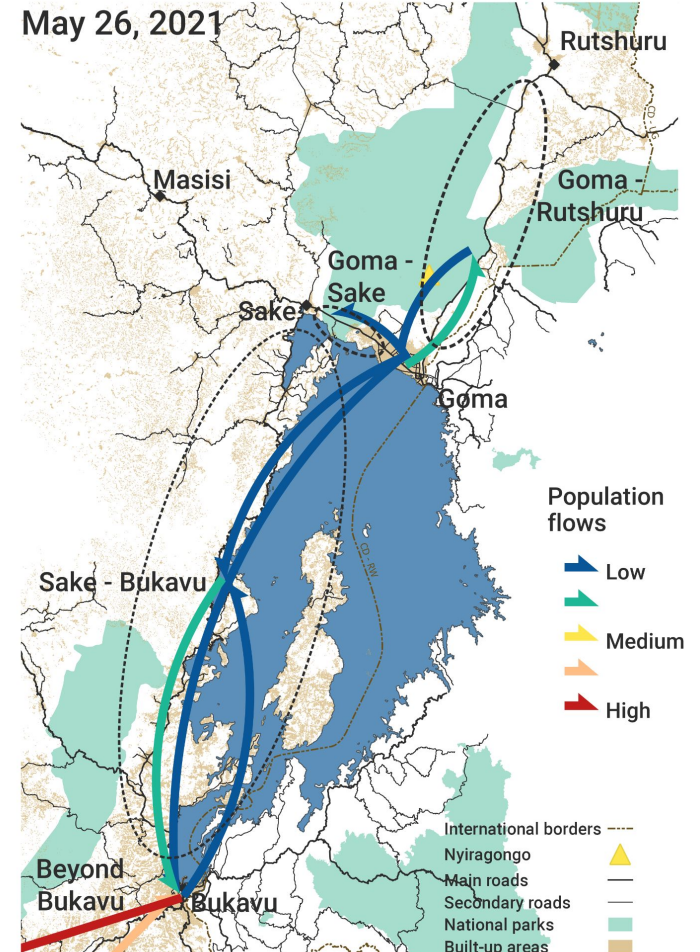 May 26, 2021
Rutshuru
CD -
Masisi
Goma -
Rutshuru
Goma -
Sake
Sake
Goma
Population
flows
Low
Medium
High
CD - RW
Sake - Bukavu
International borders
Nyiragongo
Main roads
Secondary roads
National parks
Built-up areas
Beyond
Bukavu
Bukavu